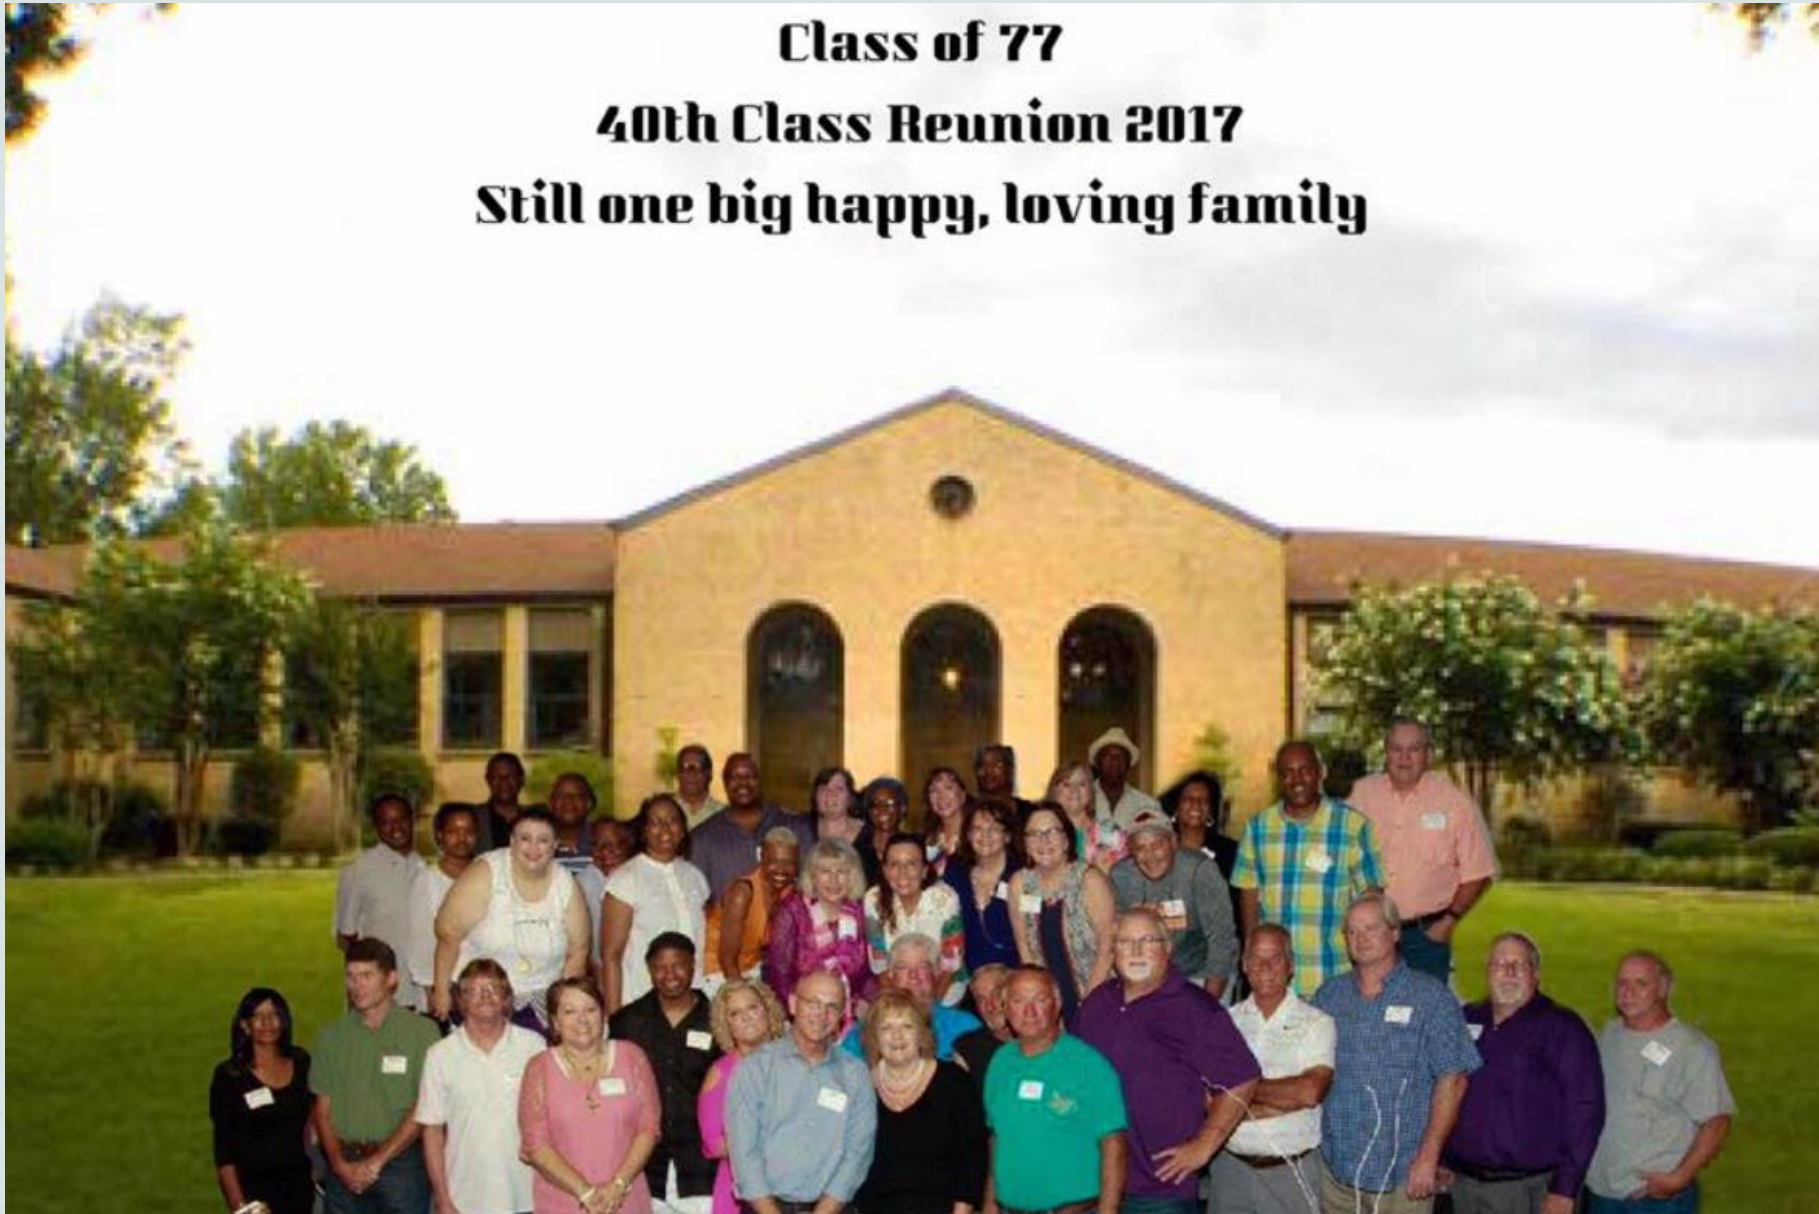 Class of 77
40th Class Reunion 2017
Still one big happy, loving family